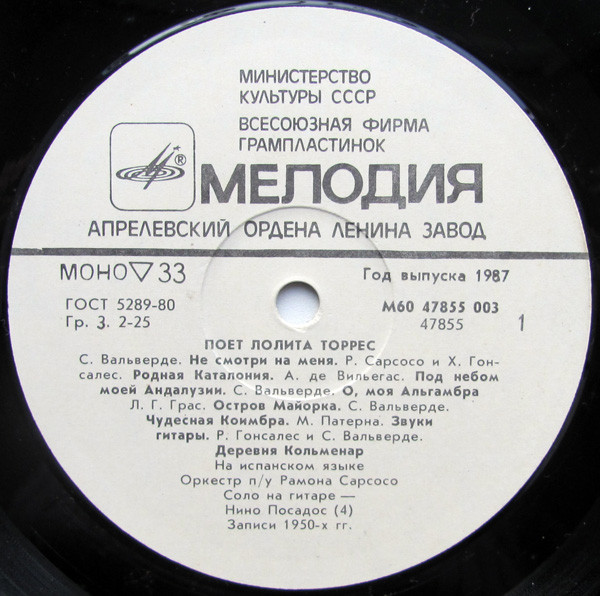 МИНИСТЕРСТВО
КУЛЬТУРЫ СССР
ВСЕСОЮЗНАЯ ФИРМА
ГРАМПЛАСТИНОК
®
МЕЛОДИЯ
АПРЕЛЕВСКИЙ ОРДЕНА ЛЕНИНА ЗАВОД
МОНО ▽ 33
Год выпуска 1987
ГОСТ 5289-80
М60 47855 003
Гр. 3. 2-25
47855
1
ПОЕТ ЛОЛИТА ТОРРЕС
С. Вальверде. Не смотри на меня. Р. Сарсосо и Х. Гон-
салес. Родная Каталония. А. де Вильегас. Под небом
моей Андалузии. С. Вальверде. О, моя Альгамбра
Л. Г. Грас. Остров Майорка. С. Вальверде.
Чудесная Коимбра. М. Патерна. Звуки
гитары. Р. Гонсалес и С. Вальверде.
Деревня Кольменар
На испанском языке
Оркестр п/у Рамона Сарсосо
Соло на гитаре —
Нино Посадос (4)
Записи 1950-х гг.